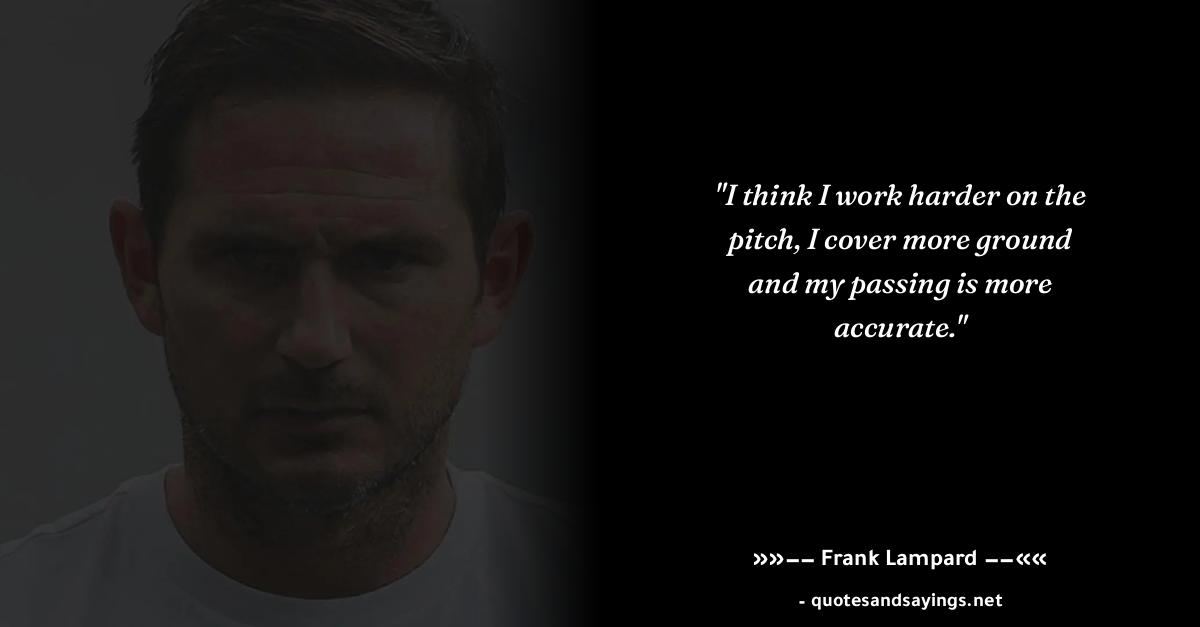 "I think I work harder on the
pitch, I cover more ground
and my passing is more
accurate."
»»−− Frank Lampard −−««
- quotesandsayings.net